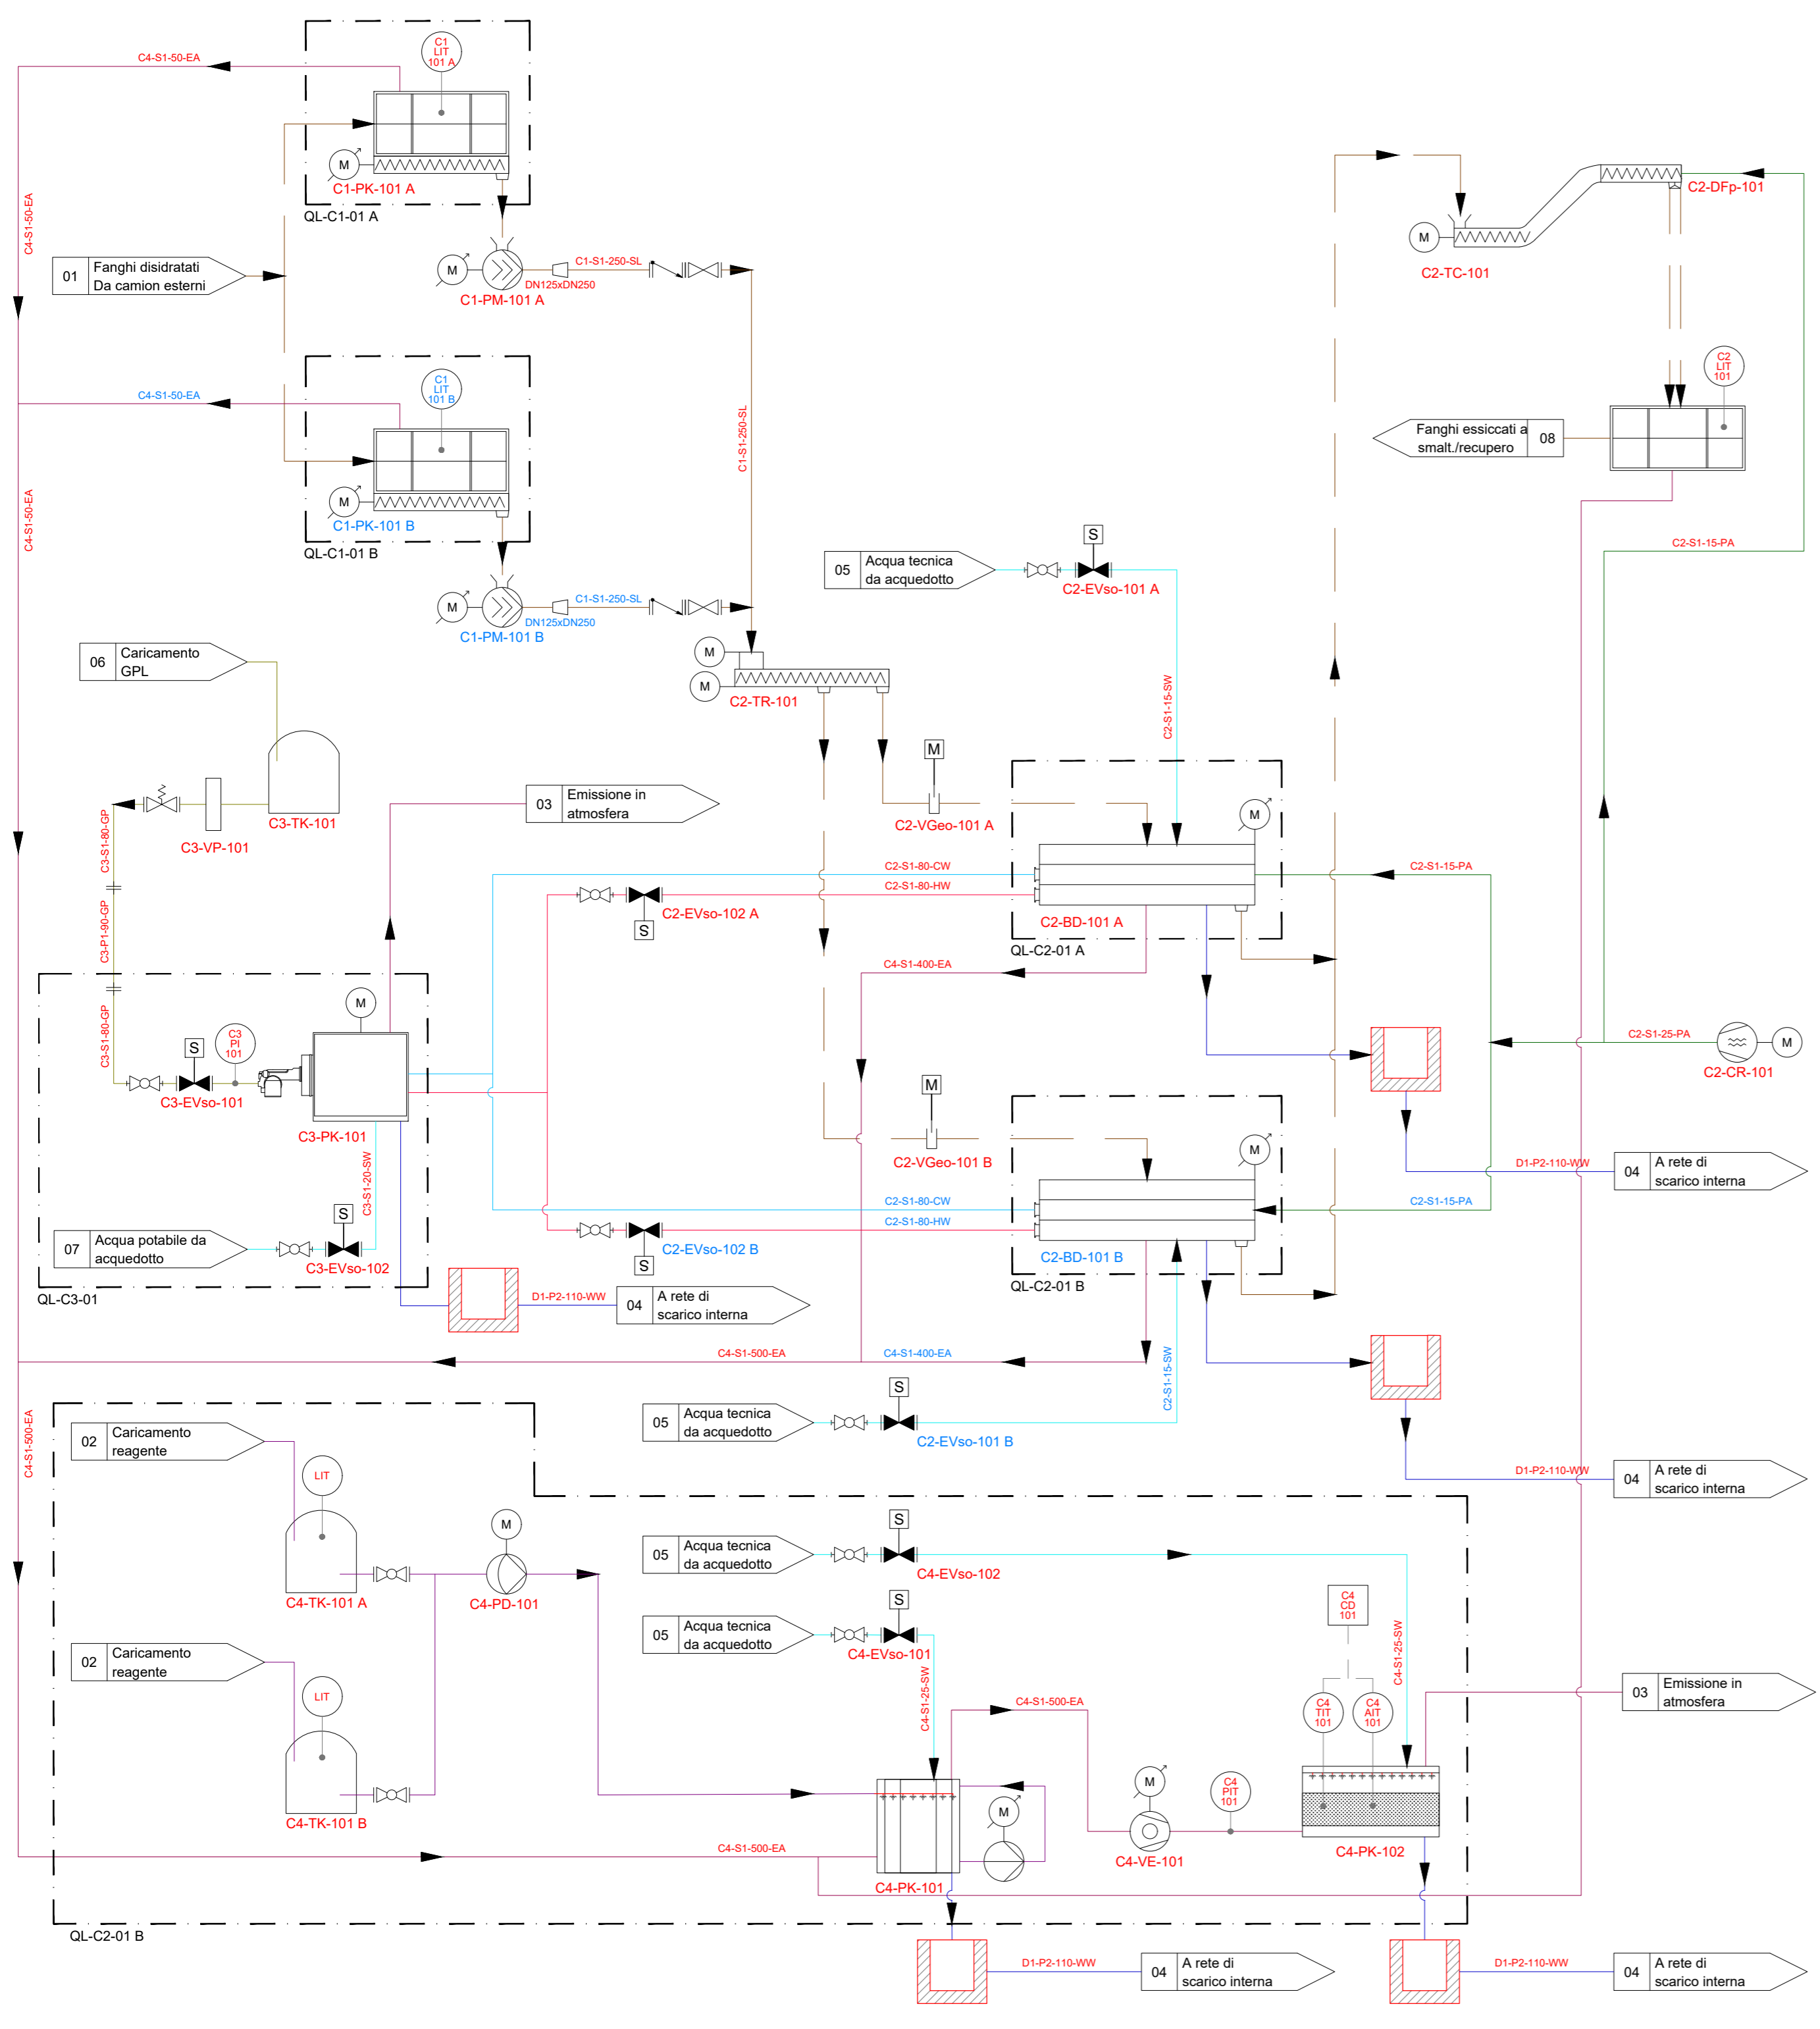 C1
LIT
101 A
C4-S1-50-EA
M
C1-PK-101 A
QL-C1-01 A
C4-S1-50-EA
01
Fanghi disidratati
Da camion esterni
M
C1-S1-250-SL
DN125xDN250
C1-PM-101 A
M
C2-DFp-101
C2-TC-101
C1
LIT
101 B
C4-S1-50-EA
M
C1-PK-101 B
QL-C1-01 B
C4-S1-50-EA
C1-S1-250-SL
C2
LIT
101
Fanghi essiccati a
smalt./recupero
08
C2-S1-15-PA
M
C1-S1-250-SL
DN125xDN250
C1-PM-101 B
05
Acqua tecnica
da acquedotto
S
C2-EVso-101 A
C2-S1-15-SW
06
Caricamento
GPL
M
M
C2-TR-101
C3-TK-101
C3-VP-101
C3-S1-80-GP
C3-P1-90-GP
C3-S1-80-GP
03
Emissione in
atmosfera
M
C2-VGeo-101 A
M
C2-S1-80-CW
C2-S1-80-HW
C2-EVso-102 A
S
C2-BD-101 A
QL-C2-01 A
C2-S1-15-PA
C4-S1-400-EA
M
S
C3
PI
101
C3-EVso-101
C3-PK-101
C3-S1-20-SW
07
Acqua potabile da
acquedotto
S
C3-EVso-102
QL-C3-01
D1-P2-110-WW
04
A rete di
scarico interna
C2-S1-25-PA
M
C2-CR-101
M
C2-VGeo-101 B
M
C2-S1-80-CW
C2-S1-80-HW
C2-EVso-102 B
S
C2-BD-101 B
QL-C2-01 B
C2-S1-15-PA
D1-P2-110-WW
04
A rete di
scarico interna
C4-S1-500-EA
C4-S1-400-EA
C2-S1-15-SW
05
Acqua tecnica
da acquedotto
S
C2-EVso-101 B
D1-P2-110-WW
04
A rete di
scarico interna
C4-S1-500-EA
02
Caricamento
reagente
LIT
C4-TK-101 A
M
C4-PD-101
02
Caricamento
reagente
LIT
C4-TK-101 B
05
Acqua tecnica
da acquedotto
S
C4-EVso-102
05
Acqua tecnica
da acquedotto
S
C4-EVso-101
C4-S1-25-SW
C4
CD
101
C4-S1-25-SW
C4
TIT
101
C4
AIT
101
03
Emissione in
atmosfera
C4-S1-500-EA
M
C4-VE-101
C4
PIT
101
C4-PK-102
M
C4-S1-500-EA
C4-PK-101
QL-C2-01 B
D1-P2-110-WW
04
A rete di
scarico interna
D1-P2-110-WW
04
A rete di
scarico interna